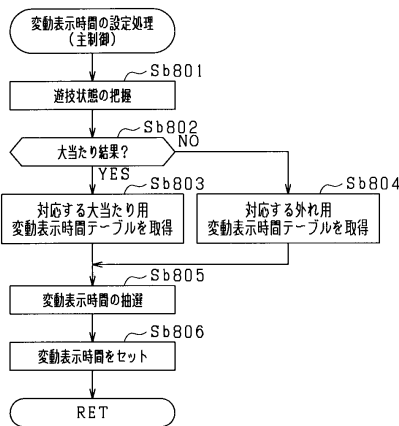 変動表示時間の設定処理
(主制御)
Sb801
遊技状態の把握
Sb802
大当たり結果?
NO
YES
Sb803
対応する大当たり用
変動表示時間テーブルを取得
Sb804
対応する外れ用
変動表示時間テーブルを取得
Sb805
変動表示時間の抽選
Sb806
変動表示時間をセット
RET